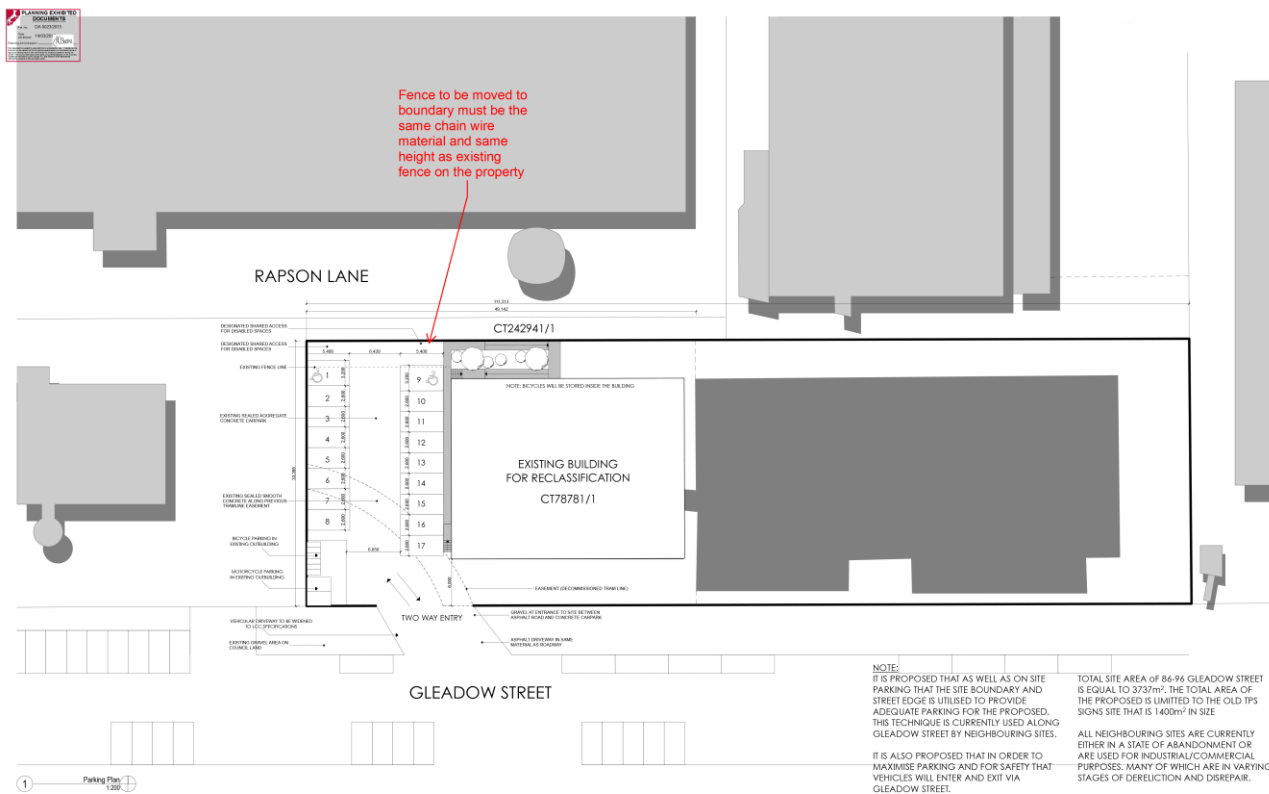 PLANNING EXHIBITED
DOCUMENTS
Fence to be moved to
boundary must be the
same chain wire
material and same
height as existing
fence on the property
RAPSON LANE
49,142
CT242941/1
DESIGNATED SHARED ACCESS
FOR DISABLED SPACES
DESIGNATED SHARED ACCESS
FOR DISABLED SPACES
5,400
6,420
5,400
EXISTING FENCE LINE
NOTE: BICYCLES WILL BE STORED INSIDE THE BUILDING
1
2
3
4
5
6
7
8
9
10
11
12
13
14
15
16
17
EXISTING SEALED AGGREGATE
CONCRETE CARPARK
EXISTING BUILDING
FOR RECLASSIFICATION
CT78781/1
EXISTING SEALED SMOOTH
CONCRETE ALONG PREVIOUS
TRAMLINE EASEMENT
BICYCLE PARKING IN
EXISTING OUTBUILDING
MOTORCYCLE PARKING
IN EXISTING OUTBUILDING
EASEMENT (DECOMMISSIONED TRAM LINE)
TWO WAY ENTRY
GRAVEL AT ENTRANCE TO SITE BETWEEN
ASPHALT ROAD AND CONCRETE CARPARK
VEHICULAR DRIVEWAY TO BE WIDENED
TO LCC SPECIFICATIONS
EXISTING GRAVEL AREA ON
COUNCIL LAND
ASPHALT DRIVEWAY IN SAME
MATERIAL AS ROADWAY
GLEADOW STREET
NOTE:
IT IS PROPOSED THAT AS WELL AS ON SITE
PARKING THAT THE SITE BOUNDARY AND
STREET EDGE IS UTILISED TO PROVIDE
ADEQUATE PARKING FOR THE PROPOSED.
THIS TECHNIQUE IS CURRENTLY USED ALONG
GLEADOW STREET BY NEIGHBOURING SITES.
IT IS ALSO PROPOSED THAT IN ORDER TO
MAXIMISE PARKING AND FOR SAFETY THAT
VEHICLES WILL ENTER AND EXIT VIA
GLEADOW STREET.
TOTAL SITE AREA of 86-96 GLEADOW STREET
IS EQUAL TO 3737m². THE TOTAL AREA OF
THE PROPOSED IS LIMITTED TO THE OLD TPS
SIGNS SITE THAT IS 1400m² IN SIZE
ALL NEIGHBOURING SITES ARE CURRENTLY
EITHER IN A STATE OF ABANDONMENT OR
ARE USED FOR INDUSTRIAL/COMMERCIAL
PURPOSES. MANY OF WHICH ARE IN VARYING
STAGES OF DERELICTION AND DISREPAIR.
1
Parking Plan
1:200